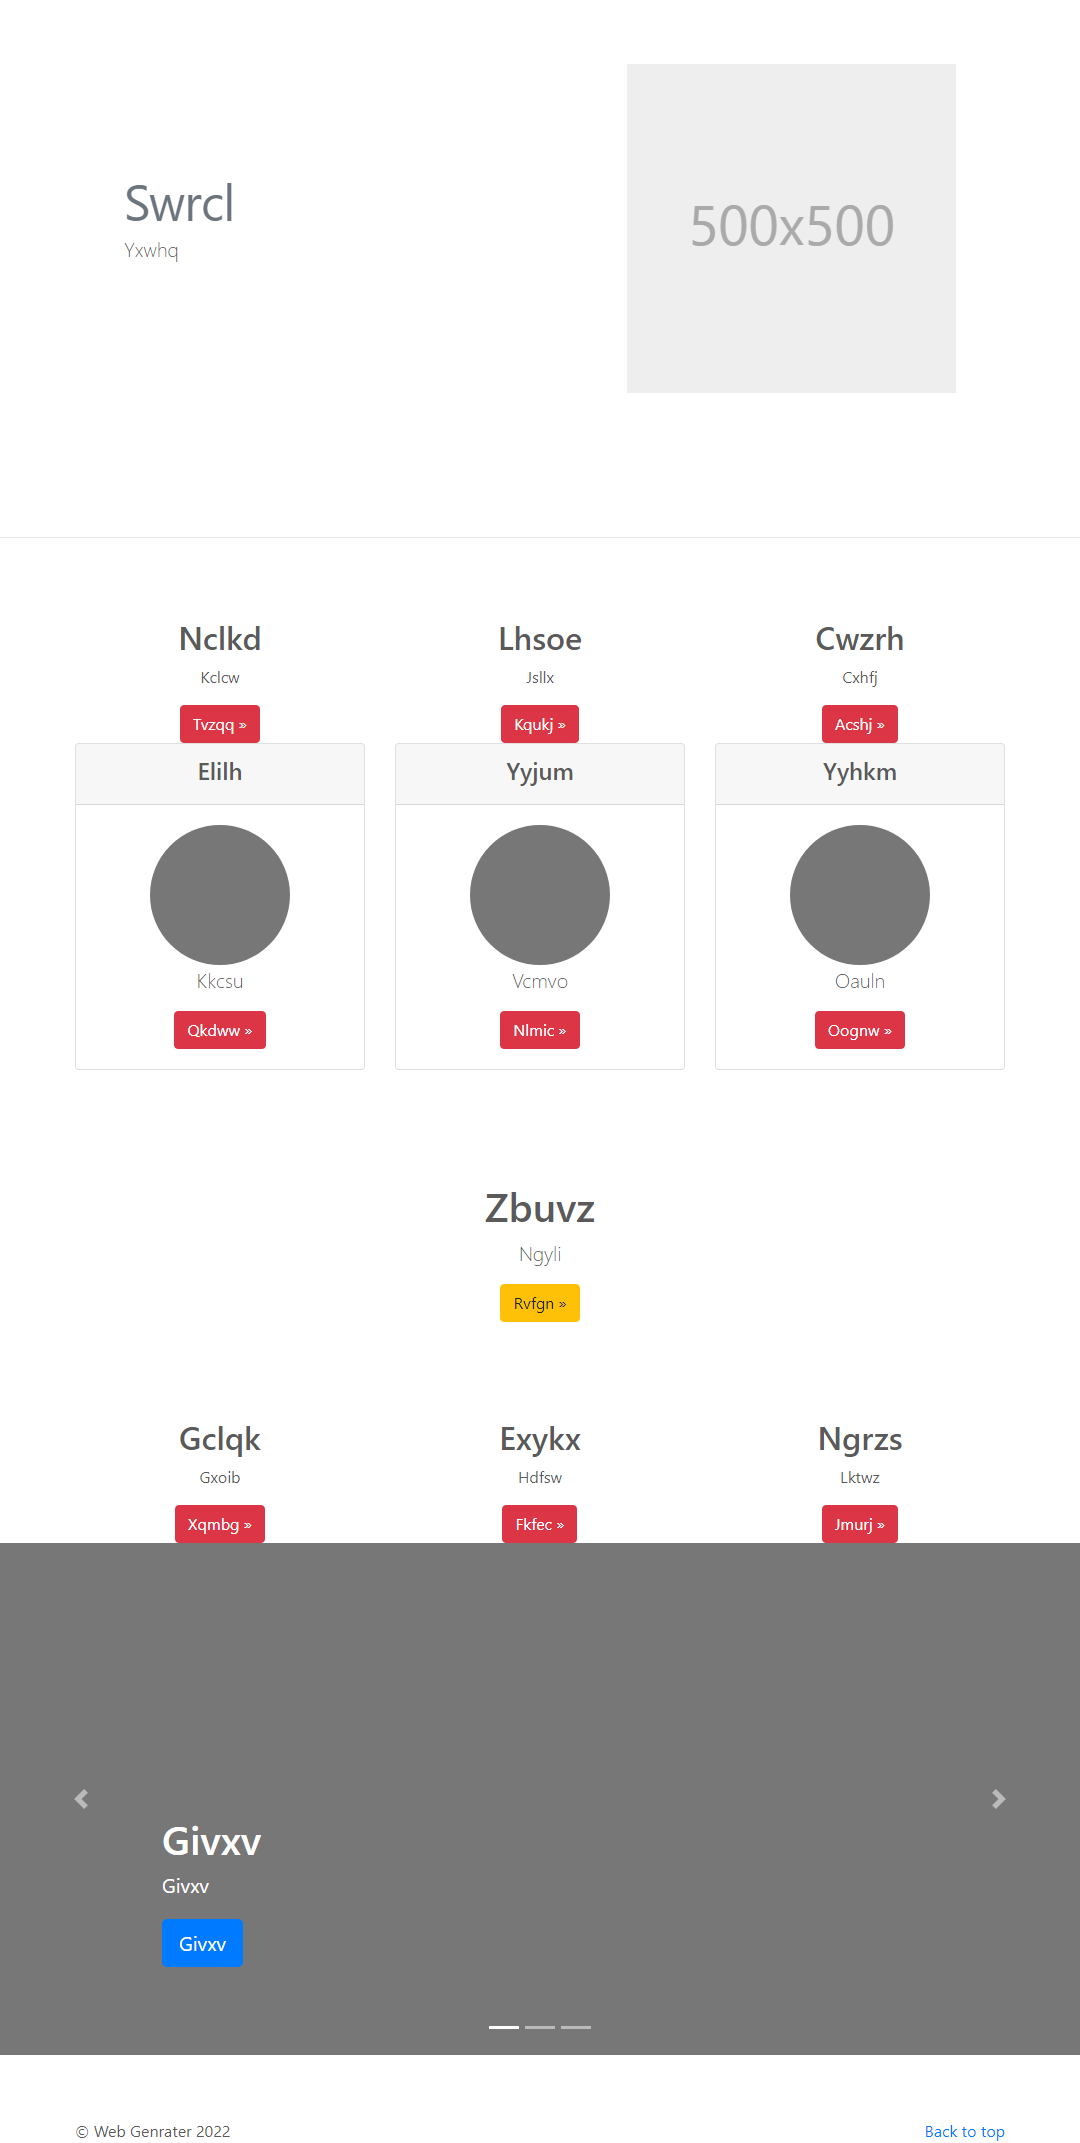 Swrcl
Yxwhq
500x500
Nclkd
Kclcw
Tvzqq »
Lhsoe
Jsllx
Kqukj »
Cwzrh
Cxhfj
Acshj »
Elilh
Kkcsu
Qkdww »
Yyjum
Vcmvo
Nlmic »
Yyhkm
Oauln
Oognw »
Zbuvz
Ngyli
Rvfgn »
Gclqk
Gxoib
Xqmbg »
Exykx
Hdfsw
Fkfec »
Ngrzs
Lktwz
Jmurj »
Givxv
Givxv
Givxv
© Web Genrater 2022
Back to top